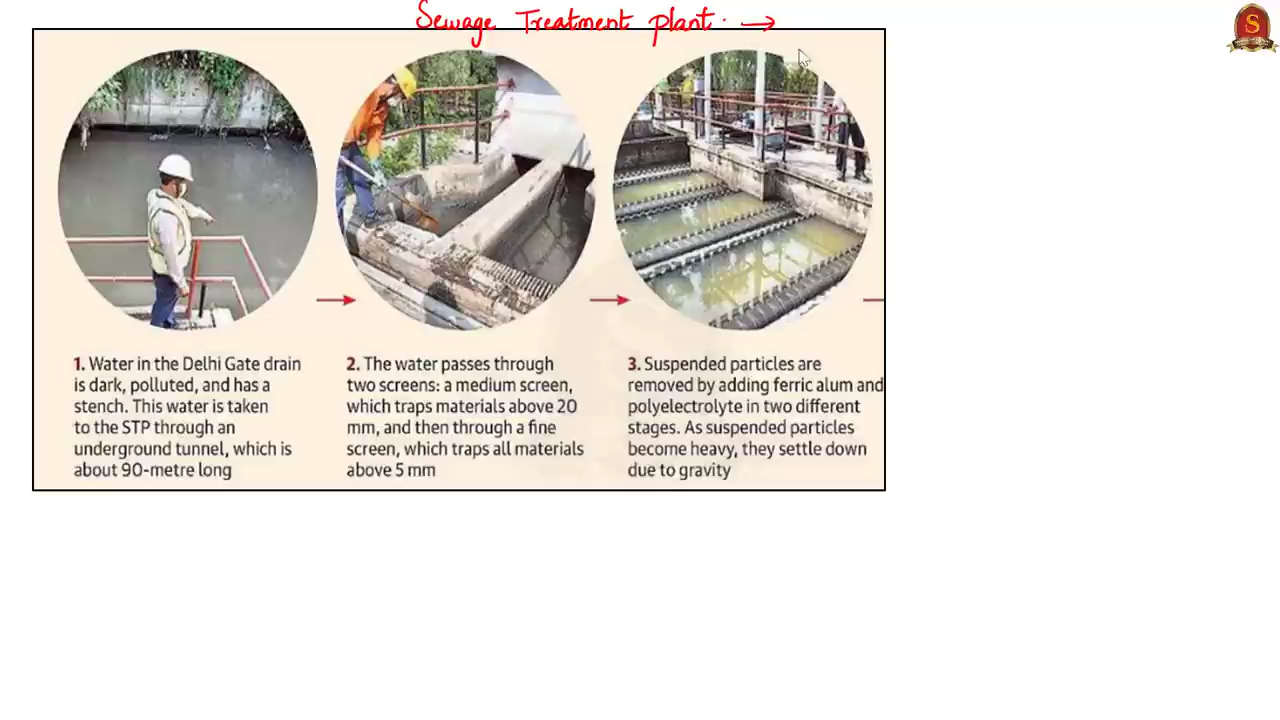 Sewage Treatment plant. →
1. Water in the Delhi Gate drain
is dark, polluted, and has a
stench. This water is taken
to the STP through an
underground tunnel, which is
about 90-metre long
2. The water passes through
two screens: a medium screen,
which traps materials above 20
mm, and then through a fine
screen, which traps all materials
above 5 mm
3. Suspended particles are
removed by adding ferric alum and
polyelectrolyte in two different
stages. As suspended particles
become heavy, they settle down
due to gravity
S